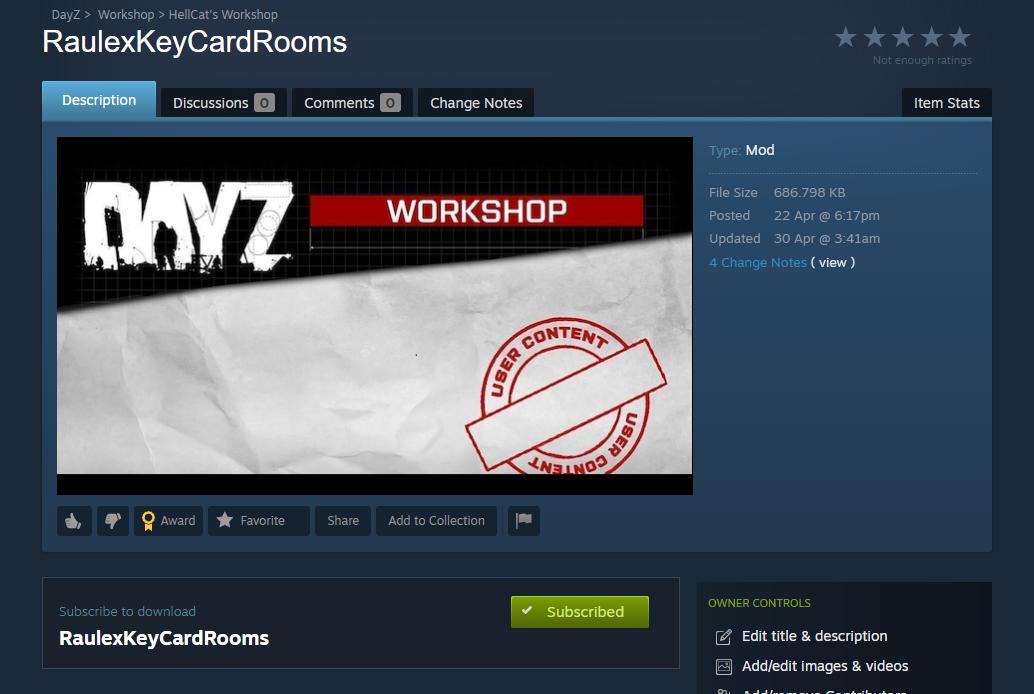 DayZ > Workshop > HellCat's Workshop
RaulexKeyCardRooms
Not enough ratings
Description
Discussions 0
Comments 0
Change Notes
Item Stats
DAYZ
WORKSHOP
USER CONTENT
USER CONTENT
Type: Mod
File Size 686.798 KB
Posted 22 Apr @ 6:17pm
Updated 30 Apr @ 3:41am
4 Change Notes ( view )
Award
Favorite
Share
Add to Collection
Subscribe to download
RaulexKeyCardRooms
Subscribed
OWNER CONTROLS
Edit title & description
Add/edit images & videos
Add/remove Contributors